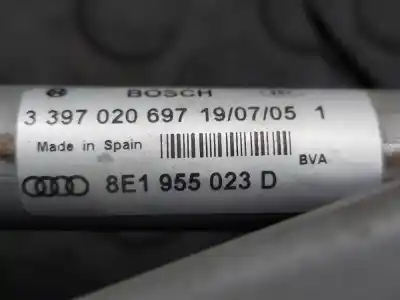 BOSCH
3 397 020 697 19/07/05 1
Made in Spain
BVA
8E1 955 023 D